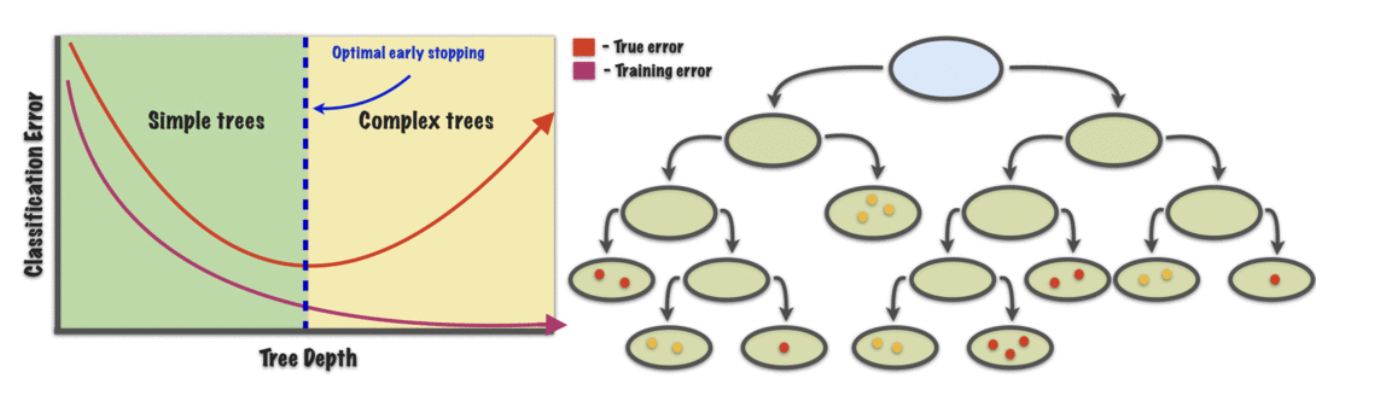 Optimal early stopping
Simple trees
Complex trees
Classification Error
Tree Depth
- True error
- Training error